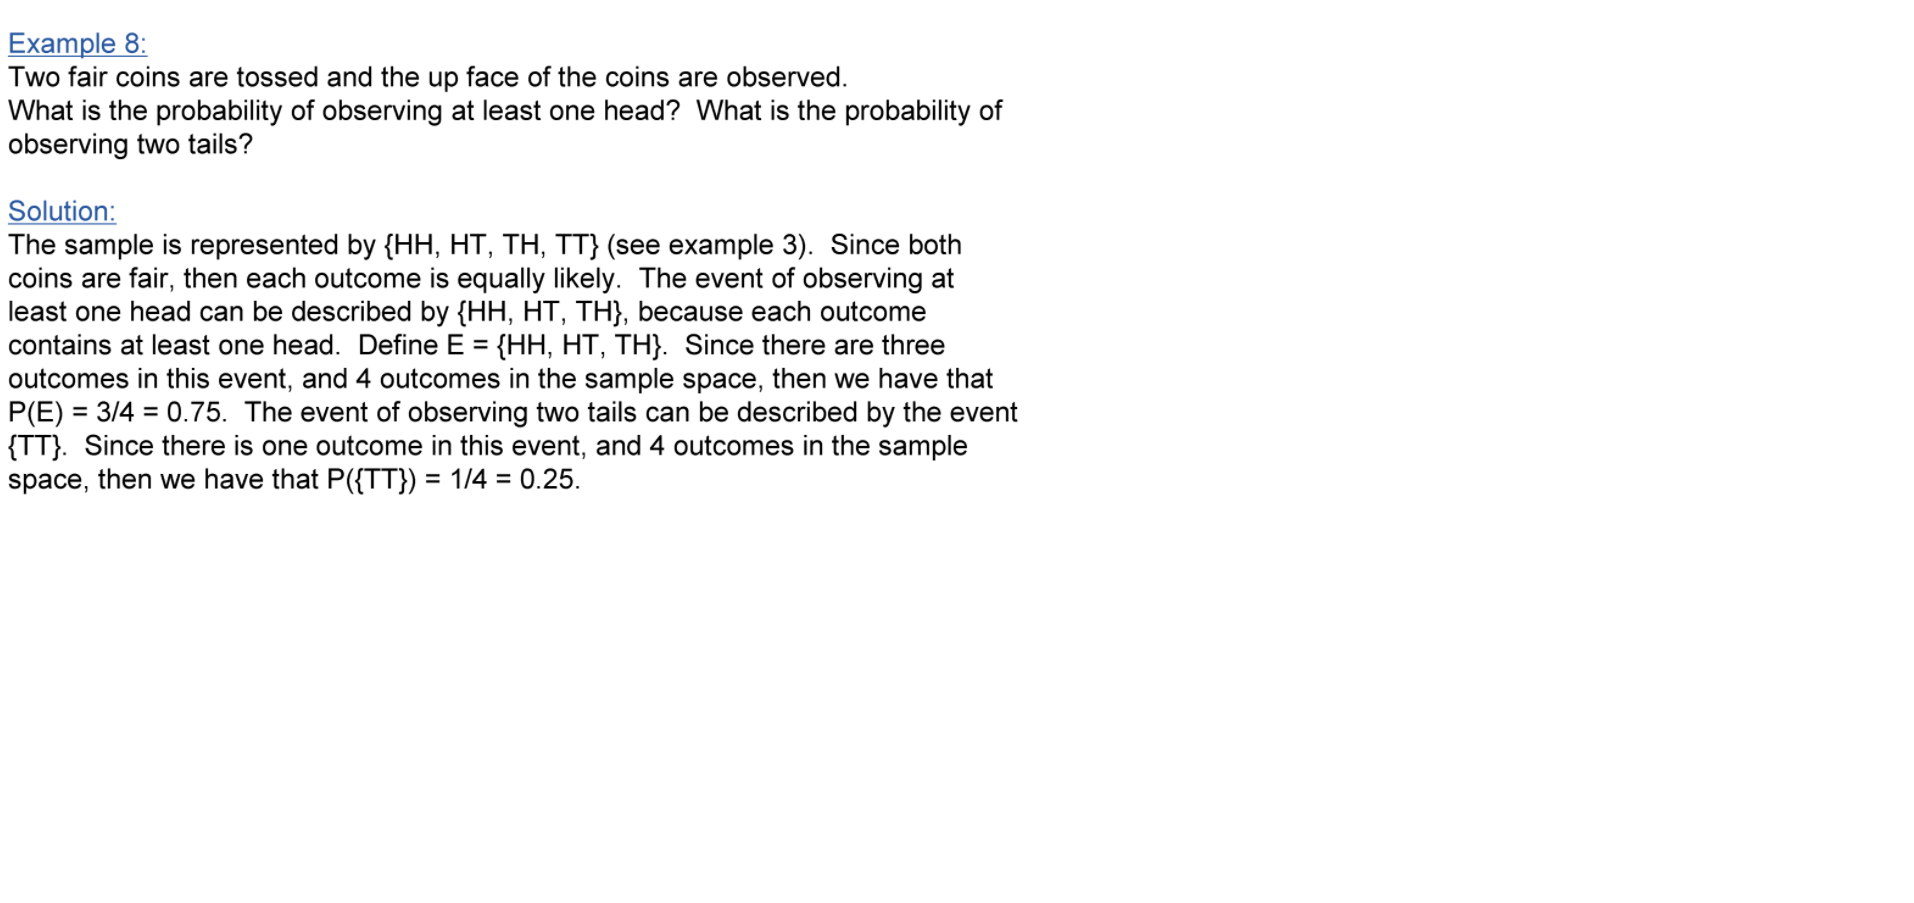 Example 8:
Two fair coins are tossed and the up face of the coins are observed.
What is the probability of observing at least one head?  What is the probability of
observing two tails?
Solution:
The sample is represented by {HH, HT, TH, TT} (see example 3).  Since both
coins are fair, then each outcome is equally likely.  The event of observing at
least one head can be described by {HH, HT, TH}, because each outcome
contains at least one head.  Define E = {HH, HT, TH}.  Since there are three
outcomes in this event, and 4 outcomes in the sample space, then we have that
P(E) = 3/4 = 0.75.  The event of observing two tails can be described by the event
{TT}.  Since there is one outcome in this event, and 4 outcomes in the sample
space, then we have that P({TT}) = 1/4 = 0.25.